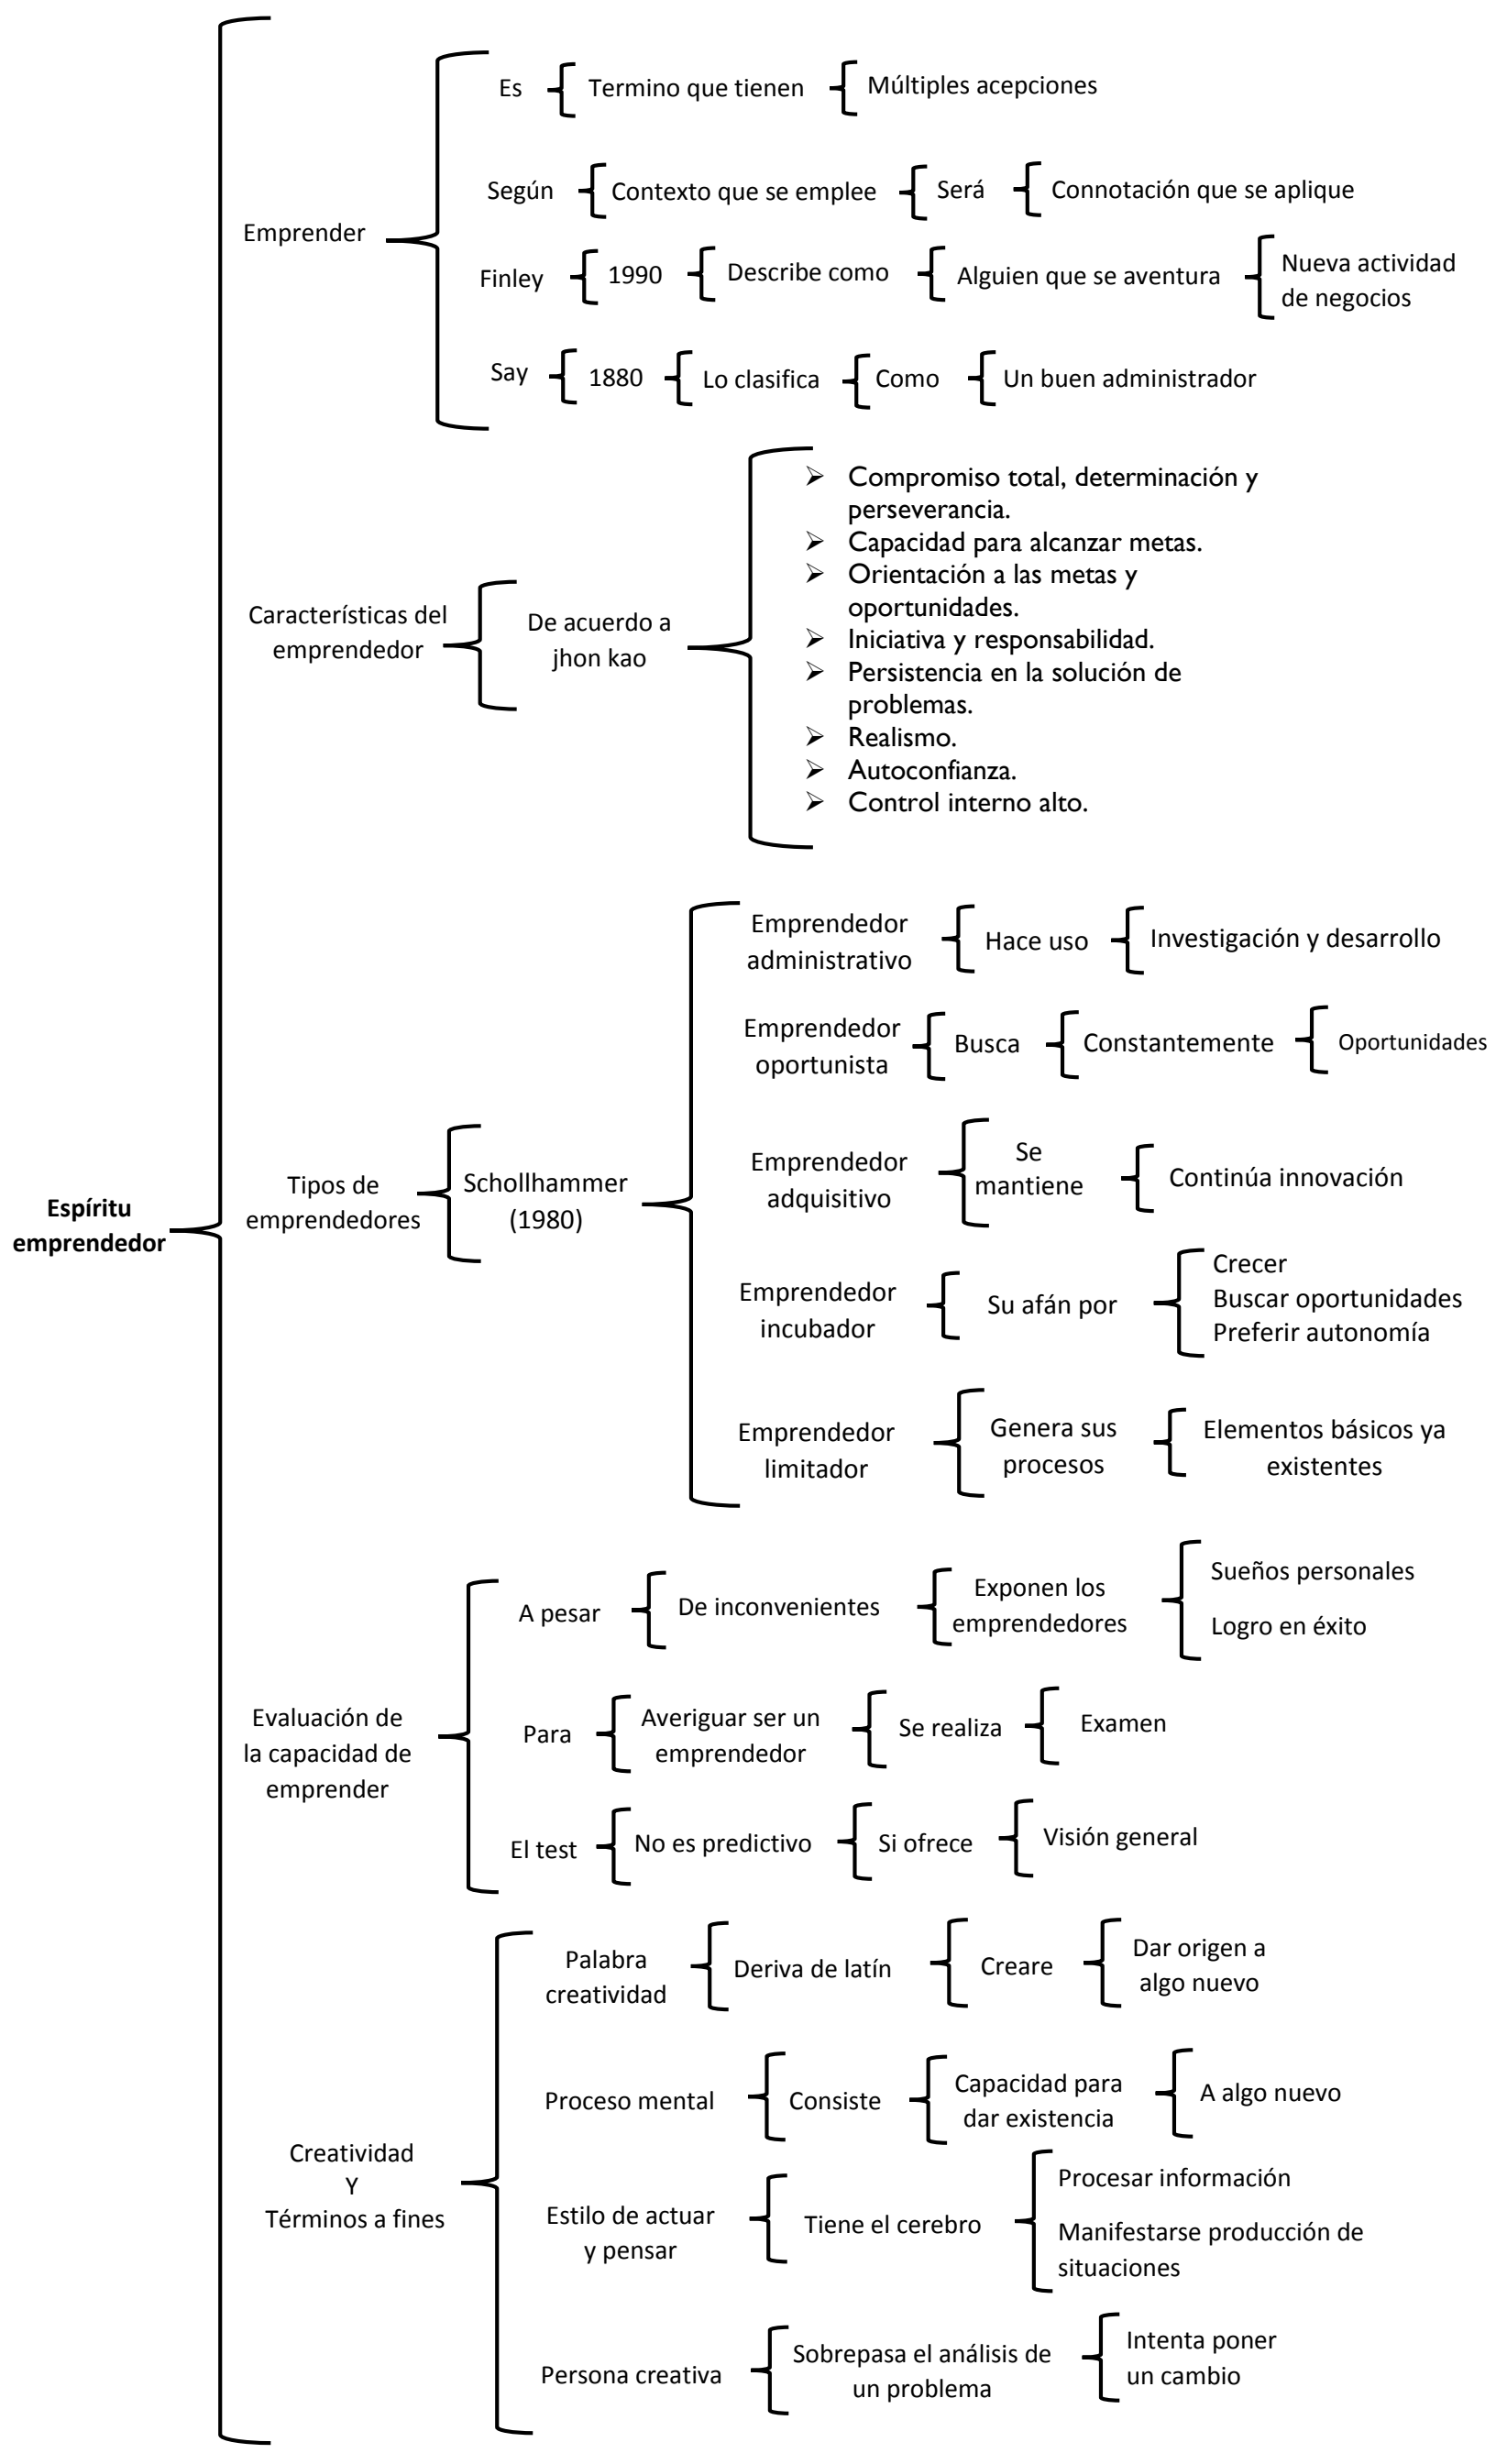 Espíritu
emprendedor
Emprender
Es
Termino que tienen
Múltiples acepciones
Según
Contexto que se emplee
Será
Connotación que se aplique
Finley
1990
Describe como
Alguien que se aventura
Nueva actividad
de negocios
Say
1880
Lo clasifica
Como
Un buen administrador
Características del
emprendedor
De acuerdo a
jhon kao
➢ Compromiso total, determinación y
perseverancia.
➢ Capacidad para alcanzar metas.
➢ Orientación a las metas y
oportunidades.
➢ Iniciativa y responsabilidad.
➢ Persistencia en la solución de
problemas.
➢ Realismo.
➢ Autoconfianza.
➢ Control interno alto.
Tipos de
emprendedores
Schollhammer
(1980)
Emprendedor
administrativo
Hace uso
Investigación y desarrollo
Emprendedor
oportunista
Busca
Constantemente
Oportunidades
Emprendedor
adquisitivo
Se
mantiene
Continúa innovación
Emprendedor
incubador
Su afán por
Crecer
Buscar oportunidades
Preferir autonomía
Emprendedor
limitador
Genera sus
procesos
Elementos básicos ya
existentes
Evaluación de
la capacidad de
emprender
A pesar
De inconvenientes
Exponen los
emprendedores
Sueños personales
Logro en éxito
Para
Averiguar ser un
emprendedor
Se realiza
Examen
El test
No es predictivo
Si ofrece
Visión general
Creatividad
Y
Términos a fines
Palabra
creatividad
Deriva de latín
Creare
Dar origen a
algo nuevo
Proceso mental
Consiste
Capacidad para
dar existencia
A algo nuevo
Estilo de actuar
y pensar
Tiene el cerebro
Procesar información
Manifestarse producción de
situaciones
Persona creativa
Sobrepasa el análisis de
un problema
Intenta poner
un cambio